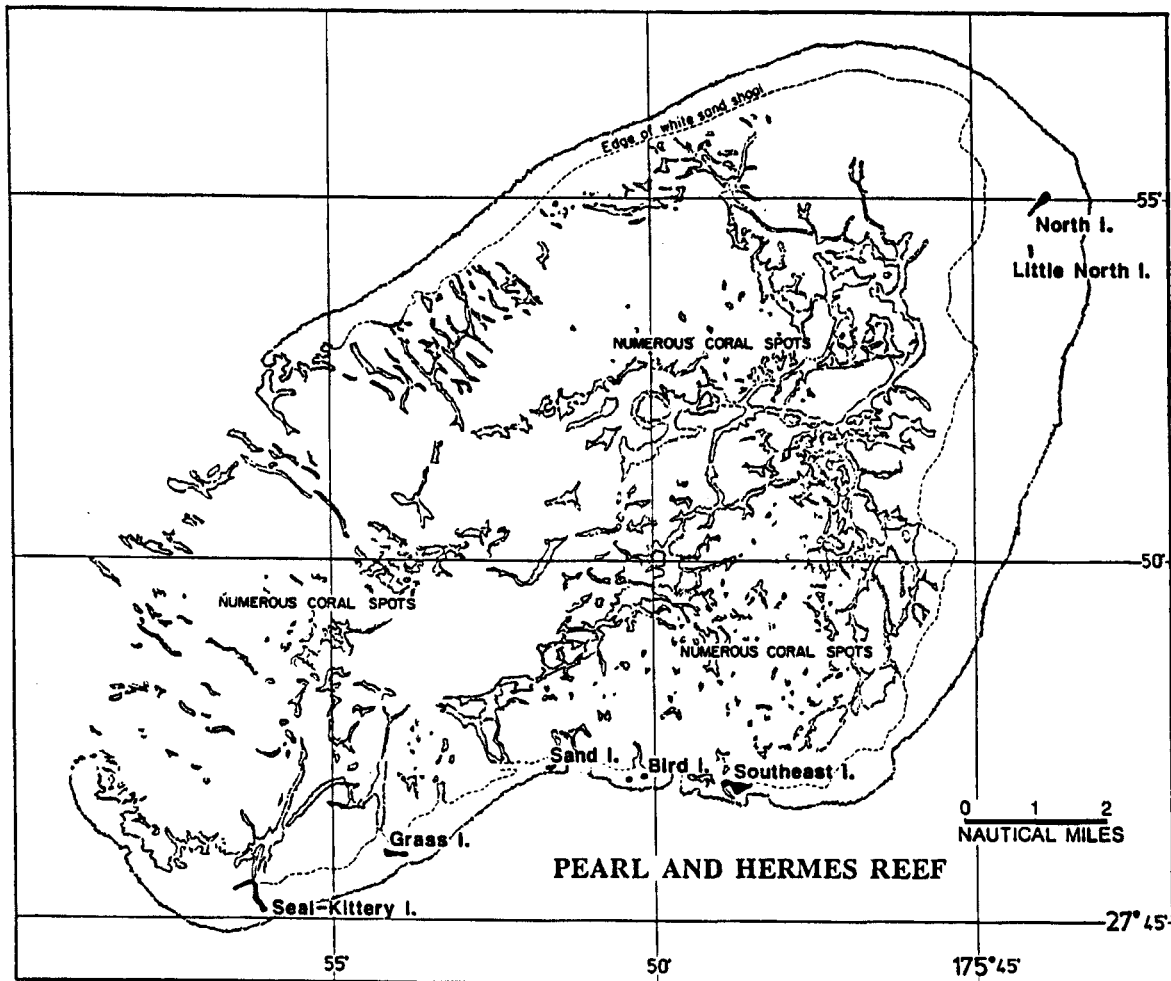 Edge of white sand shoal
55'
North I.
Little North I.
NUMEROUS CORAL SPOTS
50'
NUMEROUS CORAL SPOTS
NUMEROUS CORAL SPOTS
Sand I.
Bird I.
Southeast I.
0 1 2
NAUTICAL MILES
Grass I.
PEARL AND HERMES REEF
Seal-Kittery I.
27°45'
55'
50'
175°45'